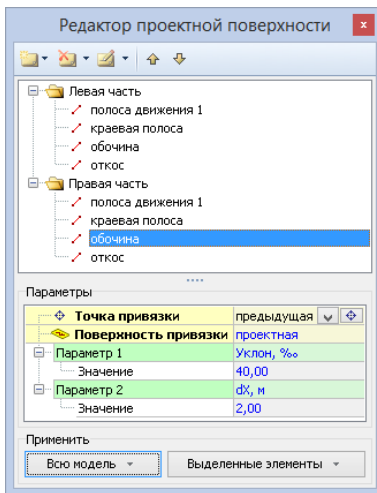 Редактор проектной поверхности
Левая часть
полоса движения 1
краевая полоса
обочина
откос
Правая часть
полоса движения 1
краевая полоса
обочина
откос
Параметры
Точка привязки предыдущая
Поверхность привязки проектная
Параметр 1 Уклон, ‰
Значение 40,00
Параметр 2 dX, м
Значение 2,00
Применить
Всю модель Выделенные элементы